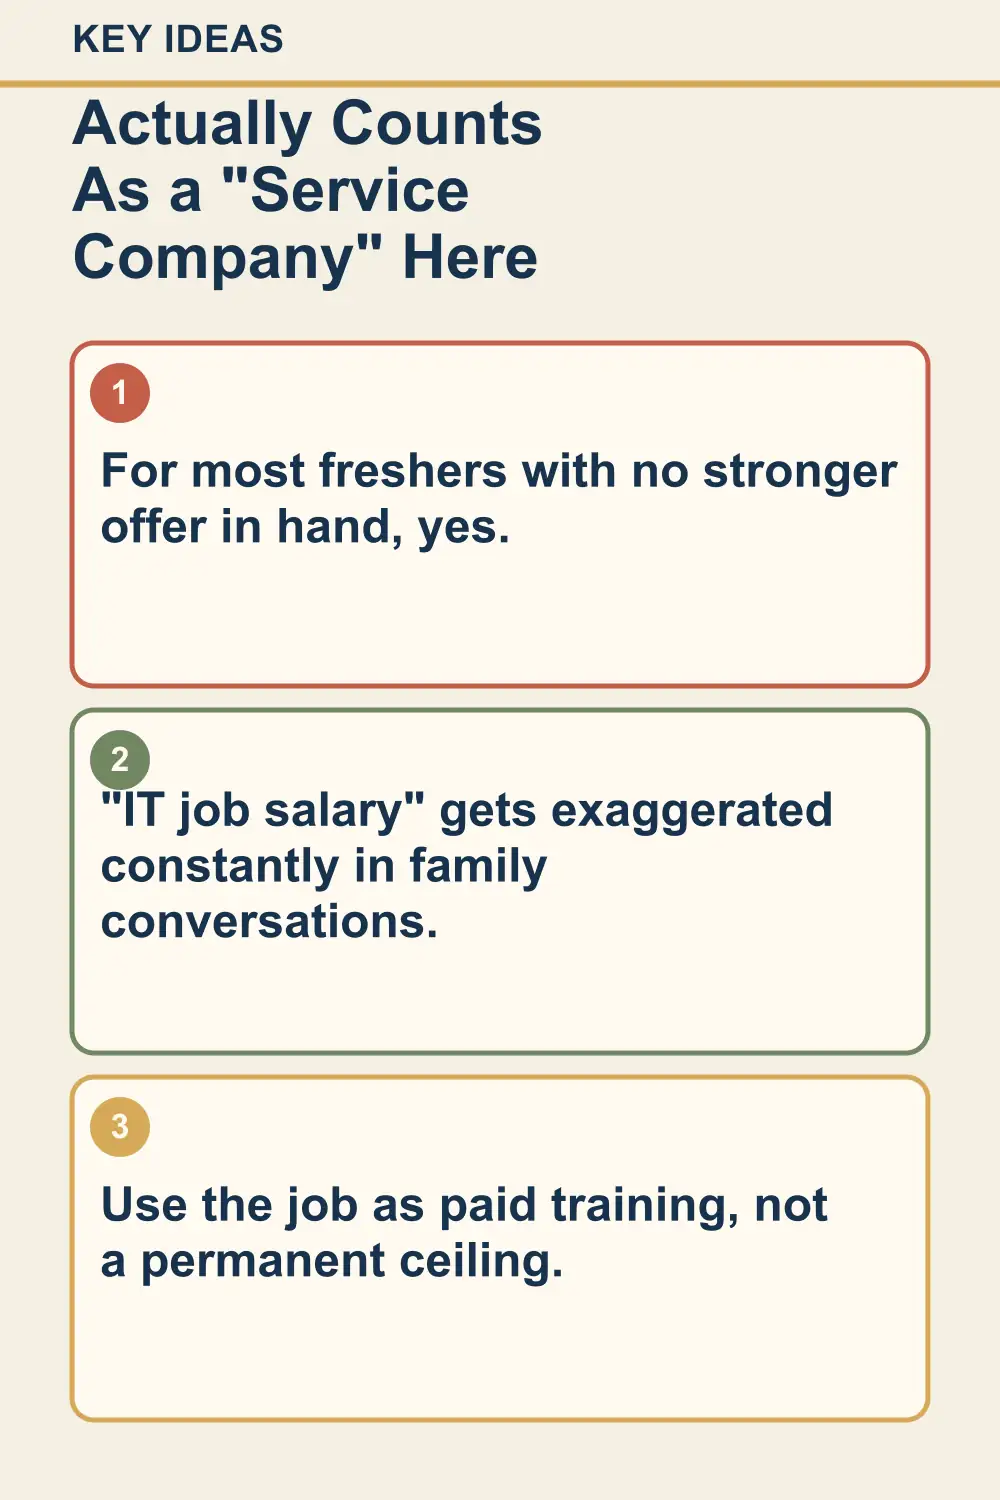 KEY IDEAS
Actually Counts
As a "Service
Company" Here
1
For most freshers with no stronger
offer in hand, yes.
2
"IT job salary" gets exaggerated
constantly in family
conversations.
3
Use the job as paid training, not
a permanent ceiling.